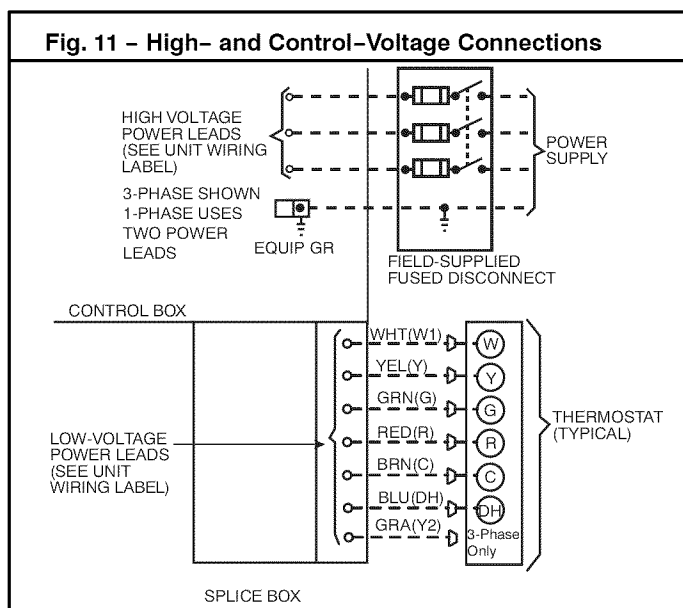 Fig. 11 – High– and Control–Voltage Connections
HIGH VOLTAGE
POWER LEADS
(SEE UNIT WIRING
LABEL)
POWER
SUPPLY
3-PHASE SHOWN
1-PHASE USES
TWO POWER
LEADS
EQUIP GR
FIELD-SUPPLIED
FUSED DISCONNECT
CONTROL BOX
WHT(W1)
W
YEL(Y)
Y
GRN(G)
G
RED(R)
R
BRN(C)
C
BLU(DH)
DH
GRA(Y2)
3-Phase
Only
THERMOSTAT
(TYPICAL)
LOW-VOLTAGE
POWER LEADS
(SEE UNIT
WIRING LABEL)
SPLICE BOX